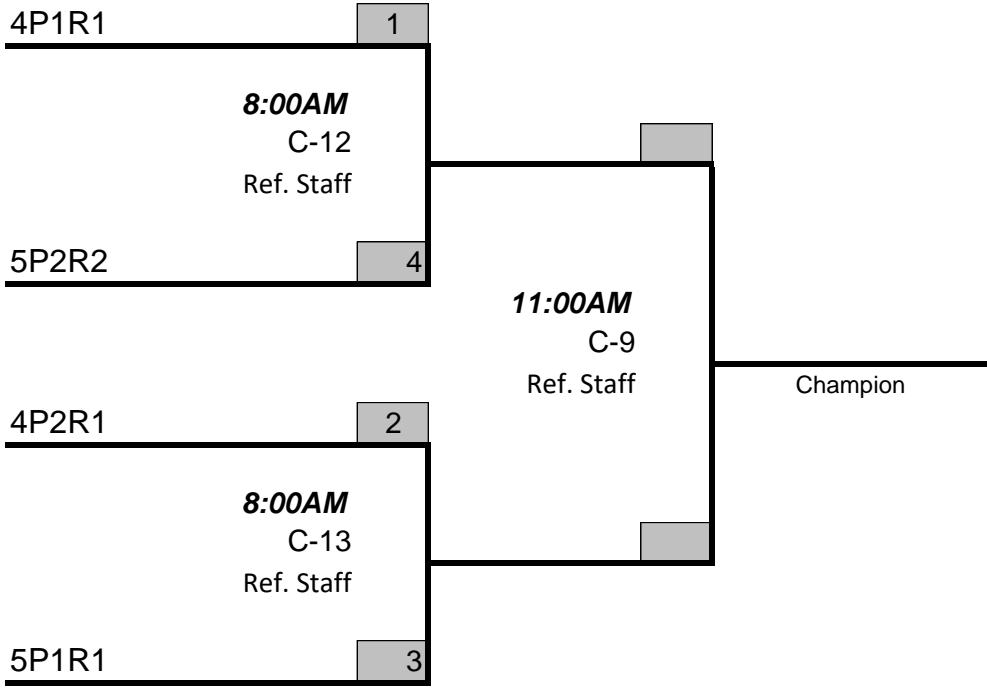 4P1R1 1
8:00AM
C-12
Ref. Staff
5P2R2 4
11:00AM
C-9
Ref. Staff
Champion
4P2R1 2
8:00AM
C-13
Ref. Staff
5P1R1 3